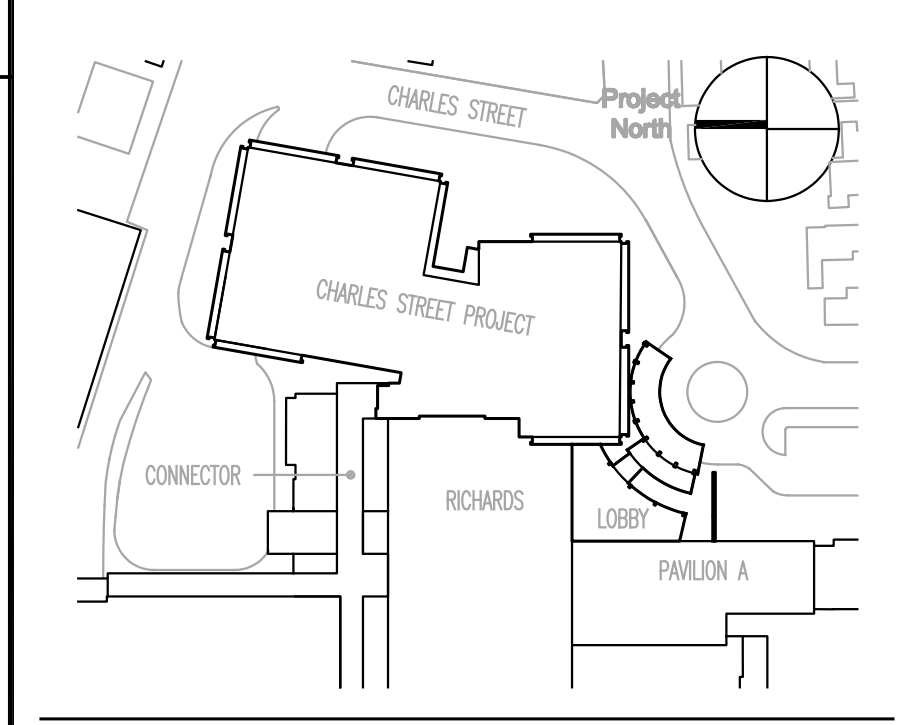 CHARLES STREET
Project
North
CHARLES STREET PROJECT
CONNECTOR
RICHARDS
LOBBY
PAVILION A